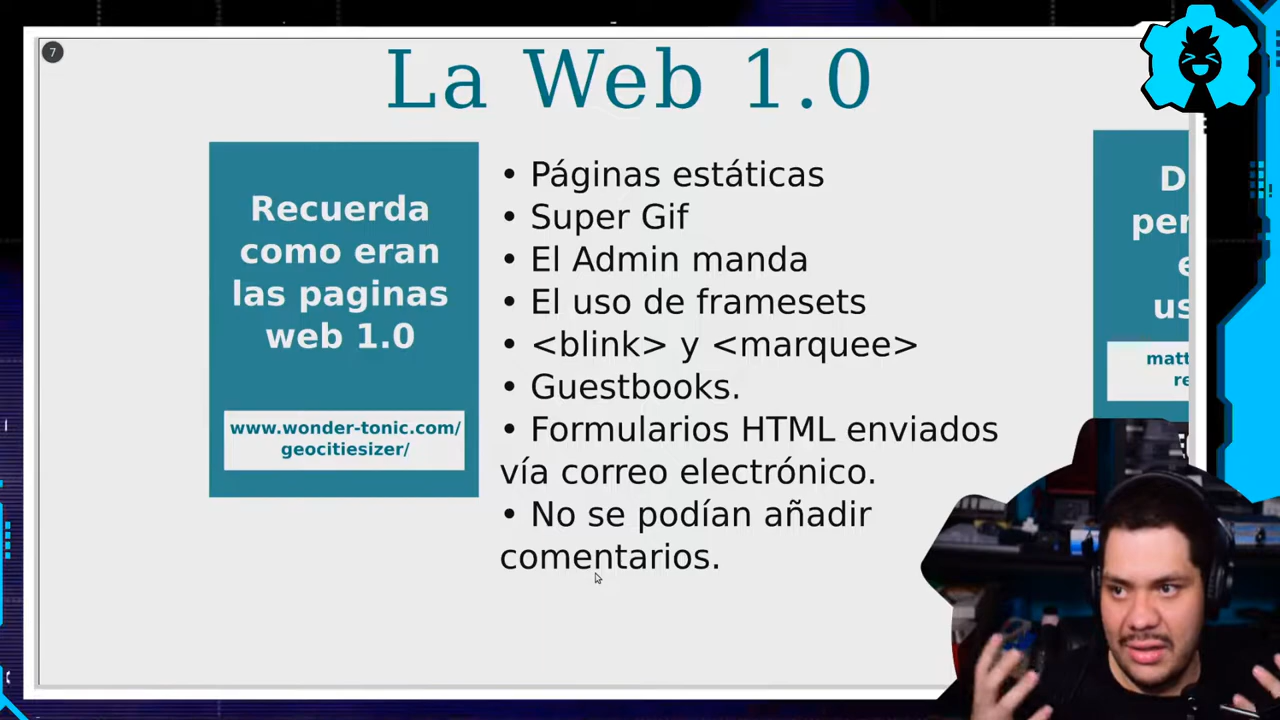 7
La Web 1.0
Recuerda
como eran
las paginas
web 1.0
www.wonder-tonic.com/
geocitiesizer/
• Páginas estáticas
• Super Gif
• El Admin manda
• El uso de framesets
• <blink> y <marquee>
• Guestbooks.
• Formularios HTML enviados
vía correo electrónico.
• No se podían añadir
comentarios.